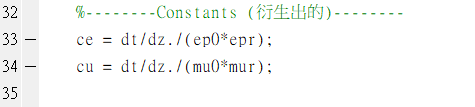 32 %--------Constants (衍生出的)--------
33 — ce = dt/dz./(ep0*epr);
34 — cu = dt/dz./(mu0*mur);
35